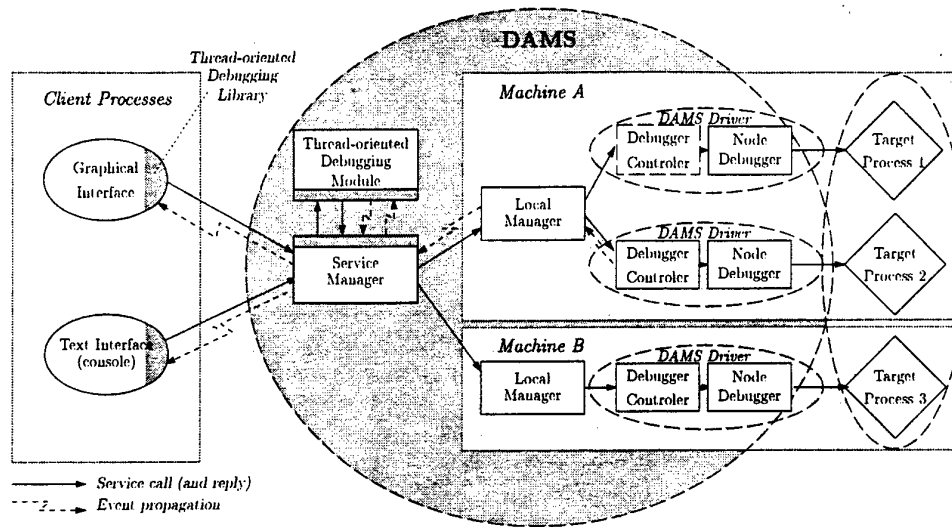 DAMS
Thread-oriented
Debugging
Library
Client Processes
Graphical
Interface
Text Interface
(console)
Thread-oriented
Debugging
Module
Service
Manager
Machine A
Local
Manager
DAMS Driver
Debugger
Controler
Node
Debugger
Target
Process 1
DAMS Driver
Debugger
Controler
Node
Debugger
Target
Process 2
Machine B
Local
Manager
DAMS Driver
Debugger
Controler
Node
Debugger
Target
Process 3
Service call (and reply)
Event propagation